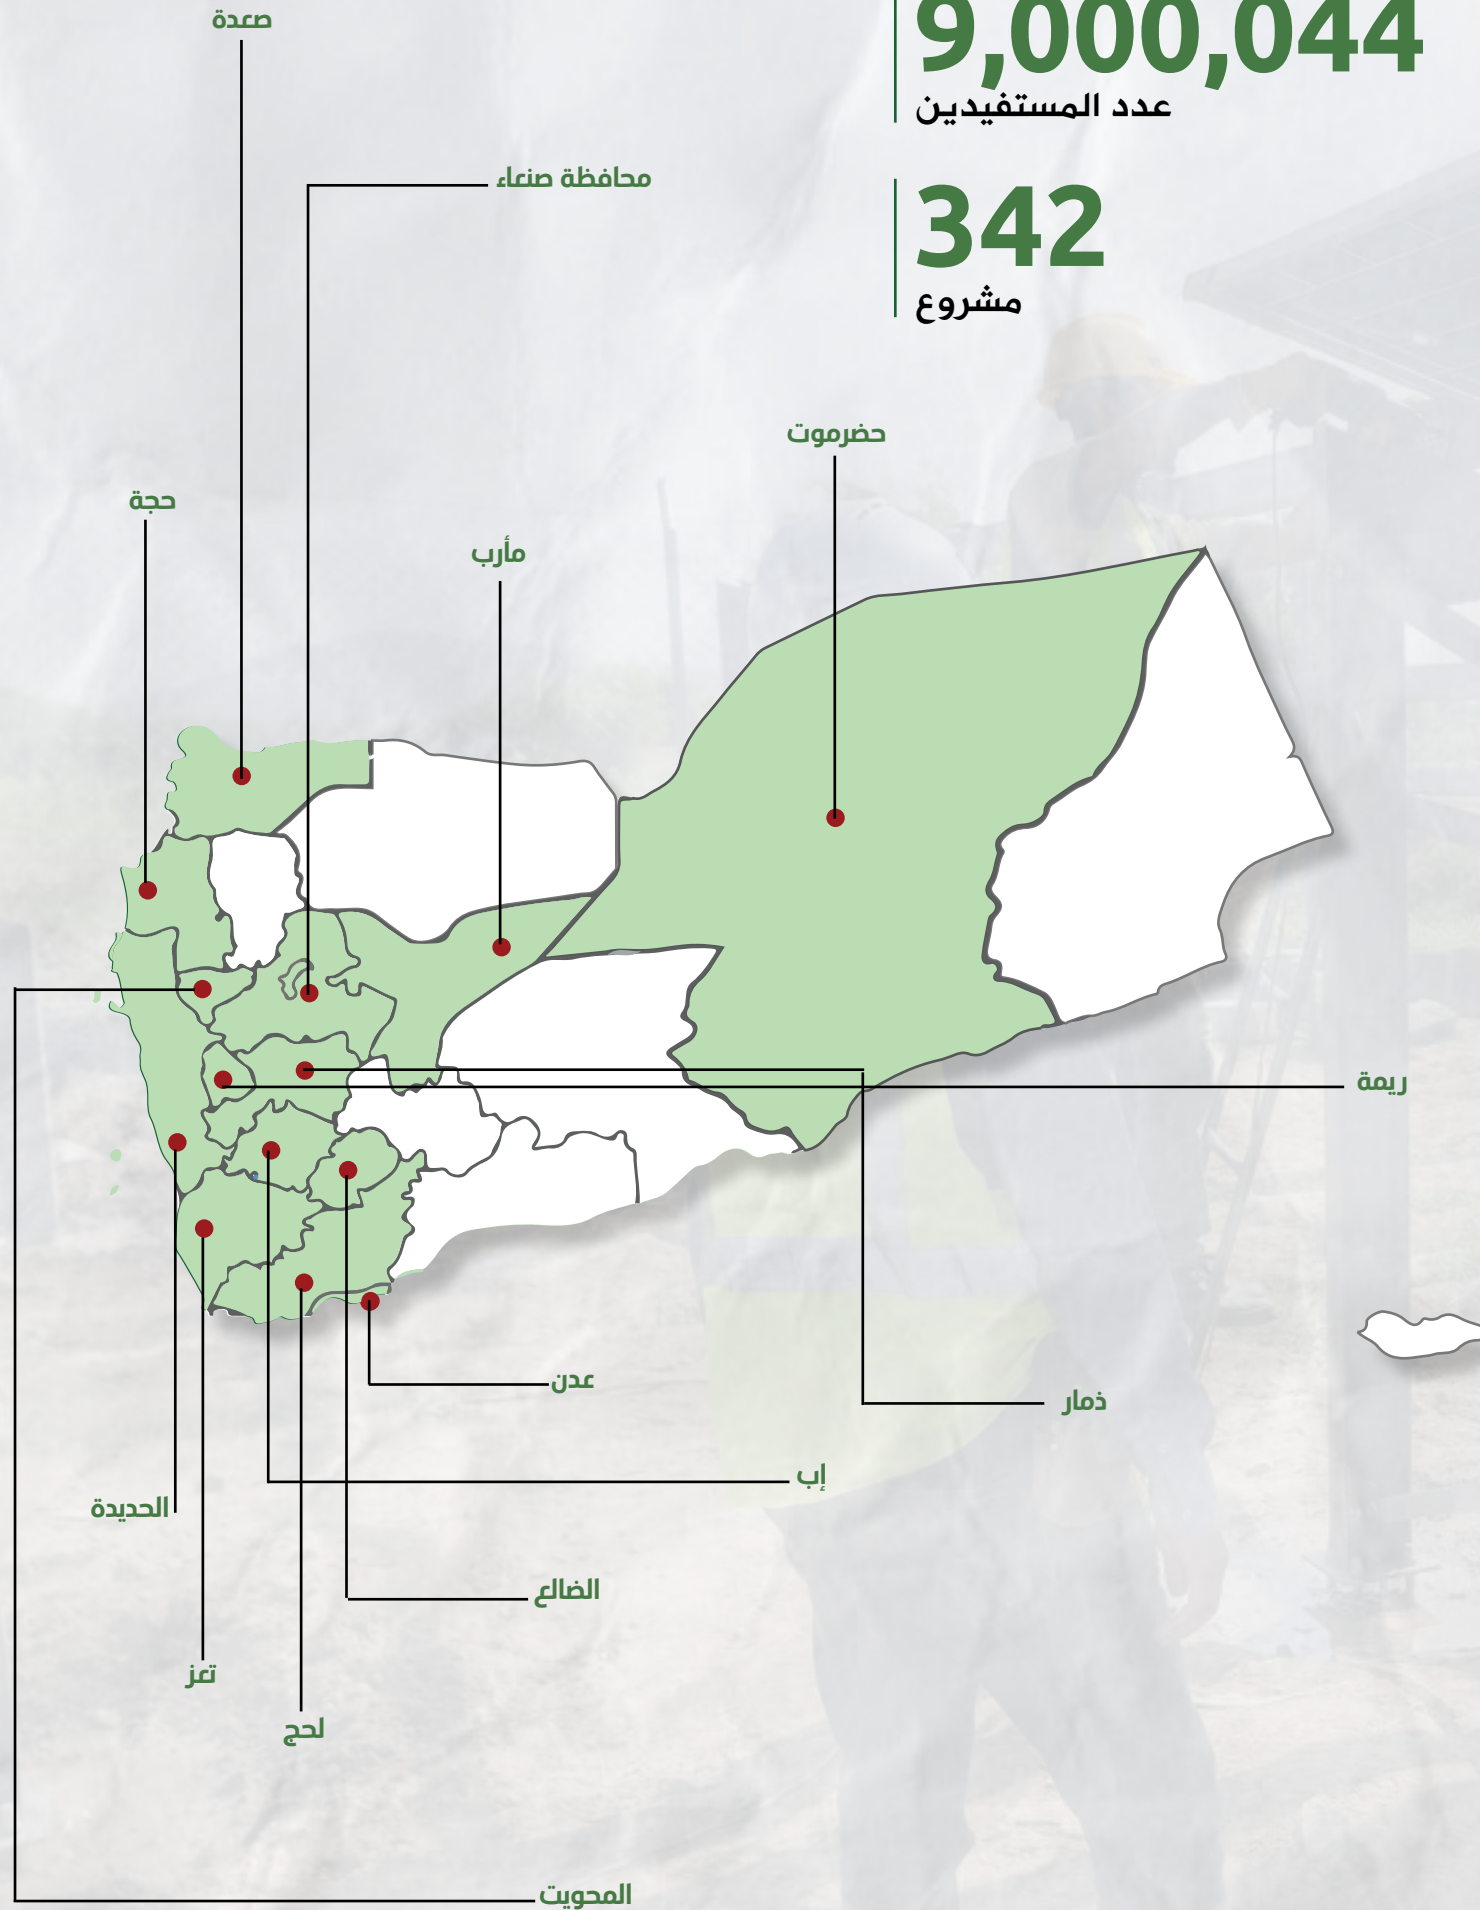 9,000,044
عدد المستفيدين
صعدة
محافظة صنعاء
342
مشروع
حضرموت
حجة
مأرب
ريمة
عدن
ذمار
إب
الحديدة
الضالع
تعز
لحج
المحويت